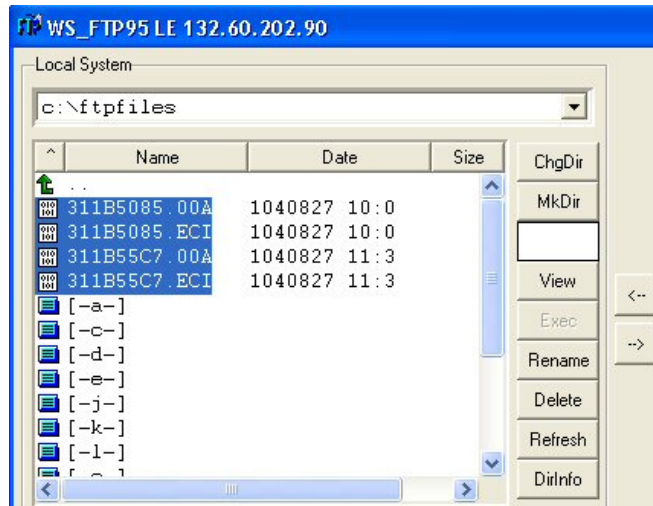 WS_FTP95 LE 132.60.202.90
Local System
c:\ftpfiles
^ Name Date Size
..
311B5085.00A 1040827 10:0
311B5085.ECI 1040827 10:0
311B55C7.00A 1040827 11:3
311B55C7.ECI 1040827 11:3
[-a-]
[-c-]
[-d-]
[-e-]
[-j-]
[-k-]
[-l-]
ChgDir
MkDir
View
Exec
Rename
Delete
Refresh
DirInfo
<--
-->